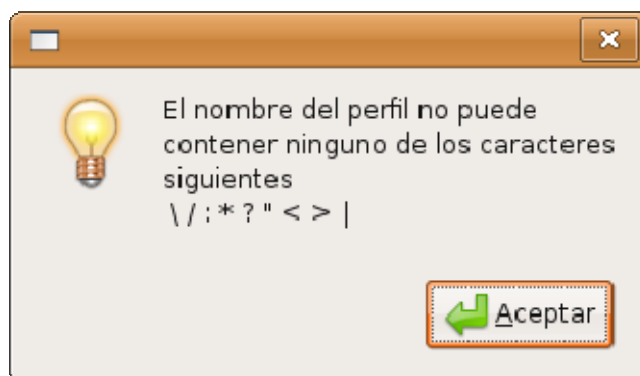 El nombre del perfil no puede
contener ninguno de los caracteres
siguientes
\ / : * ? " < > |
Aceptar